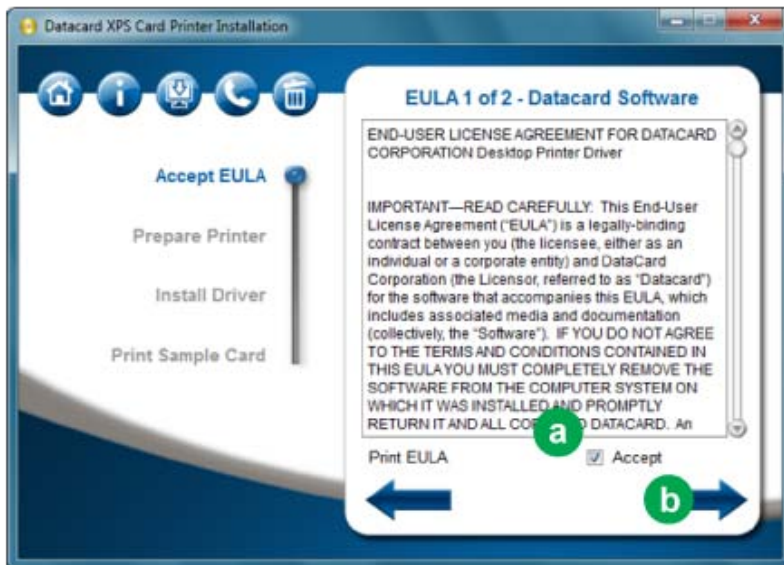 Datacard XPS Card Printer Installation
Accept EULA
Prepare Printer
Install Driver
Print Sample Card
EULA 1 of 2 - Datacard Software
END-USER LICENSE AGREEMENT FOR DATACARD
CORPORATION Desktop Printer Driver
IMPORTANT—READ CAREFULLY: This End-User
License Agreement ("EULA") is a legally-binding
contract between you (the licensee, either as an
individual or a corporate entity) and DataCard
Corporation (the Licensor, referred to as "Datacard")
for the software that accompanies this EULA, which
includes associated media and documentation
(collectively, the "Software"). IF YOU DO NOT AGREE
TO THE TERMS AND CONDITIONS CONTAINED IN
THIS EULA YOU MUST COMPLETELY REMOVE THE
SOFTWARE FROM THE COMPUTER SYSTEM ON
WHICH IT WAS INSTALLED AND PROMPTLY
RETURN IT AND ALL DATACARD. An
a
Print EULA
Accept
b